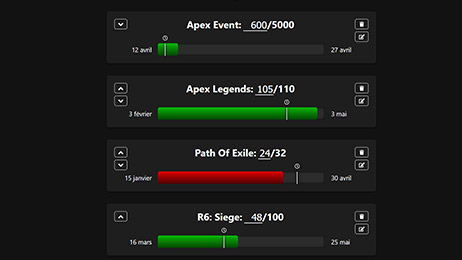 Apex Event: 600/5000
12 avril 27 avril
Apex Legends: 105/110
3 février 3 mai
Path Of Exile: 24/32
15 janvier 30 avril
R6: Siege: 48/100
16 mars 25 mai